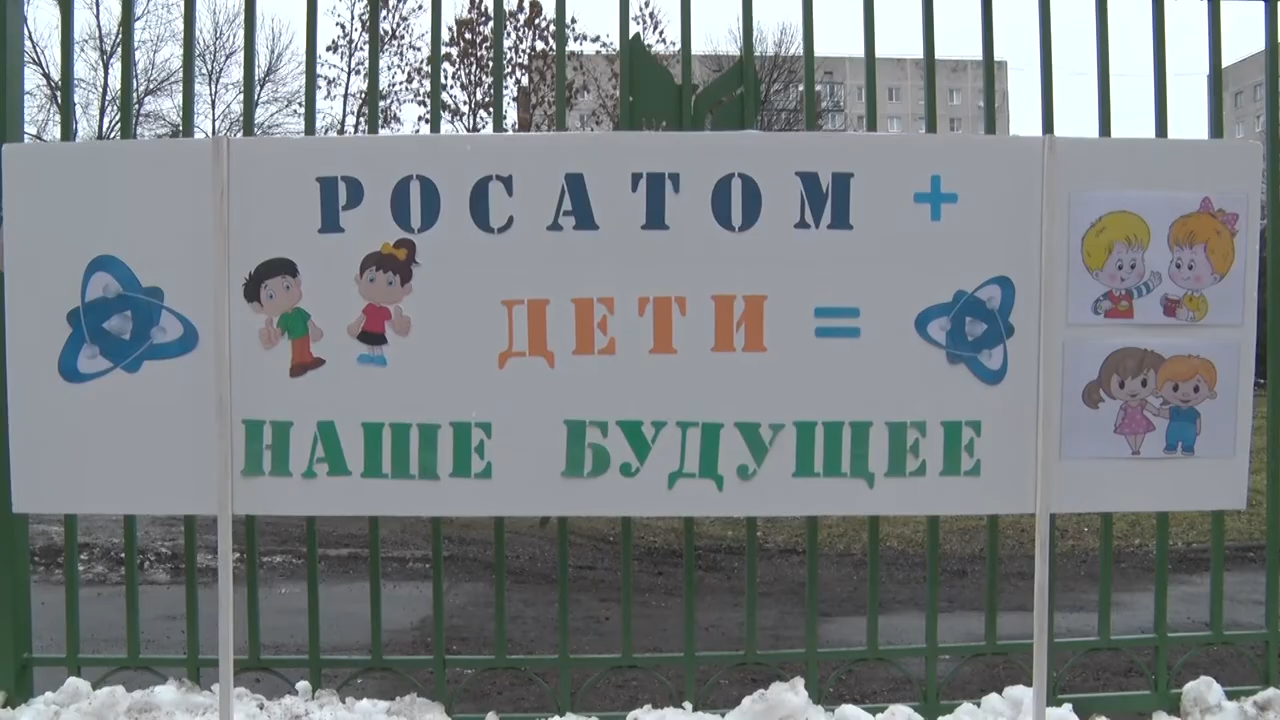 РОСАТОМ +
ДЕТИ =
НАШЕ БУДУЩЕЕ